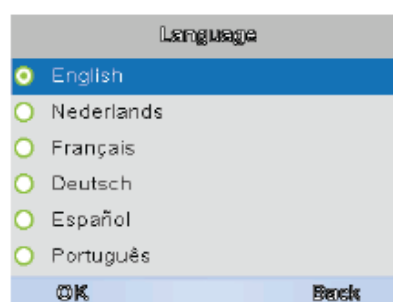 Language
English
Nederlands
Français
Deutsch
Español
Português
OK Back